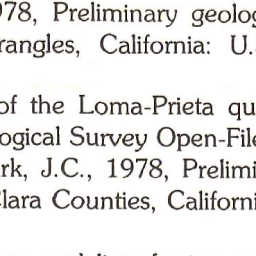 978, Preliminary geolog
rangles, California: U.
of the Loma-Prieta qu
ogical Survey Open-File
rk, J.C., 1978, Prelimi
Clara Counties, Californi